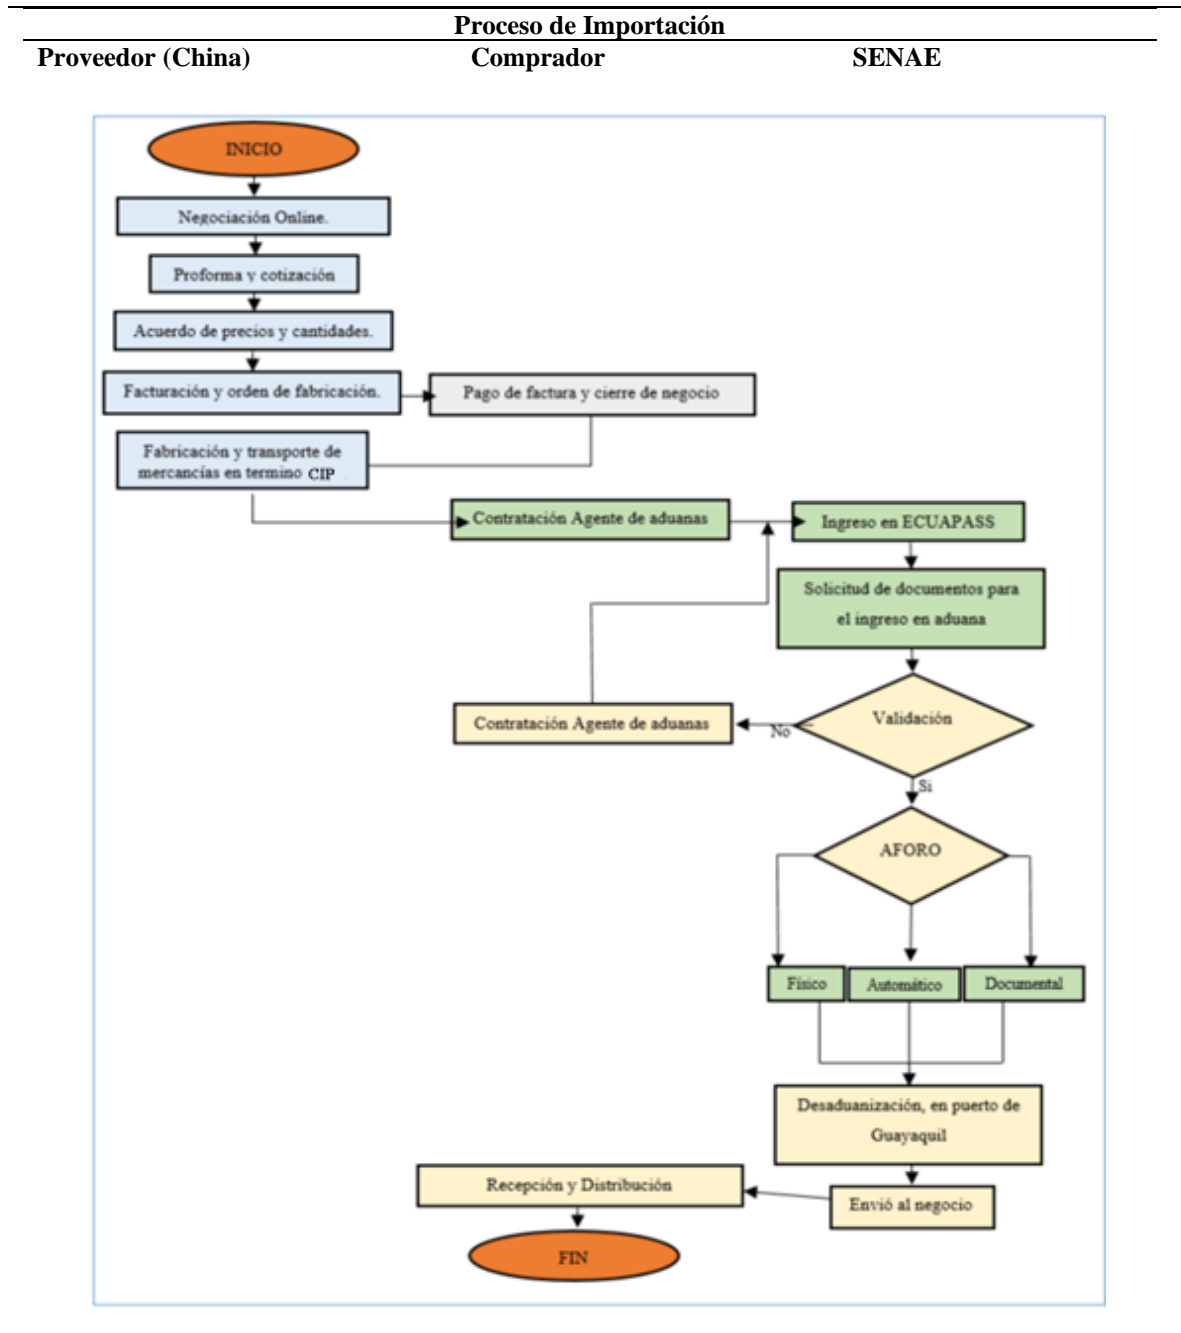 Proceso de Importación
Proveedor (China) Comprador SENAE
INICIO
Negociación Online.
Proforma y cotización
Acuerdo de precios y cantidades.
Facturación y orden de fabricación.
Pago de factura y cierre de negocio
Fabricación y transporte de
mercancías en termino CIP
Contratación Agente de aduanas
Ingreso en ECUAPASS
Solicitud de documentos para
el ingreso en aduana
Validación
No
Contratación Agente de aduanas
Si
AFORO
Físico
Automático
Documental
Desaduanización, en puerto de
Guayaquil
Envió al negocio
Recepción y Distribución
FIN